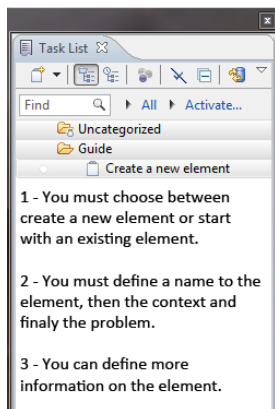 Task List
Find All Activate...
Uncategorized
Guide
Create a new element
1 - You must choose between
create a new element or start
with an existing element.
2 - You must define a name to the
element, then the context and
finaly the problem.
3 - You can define more
information on the element.